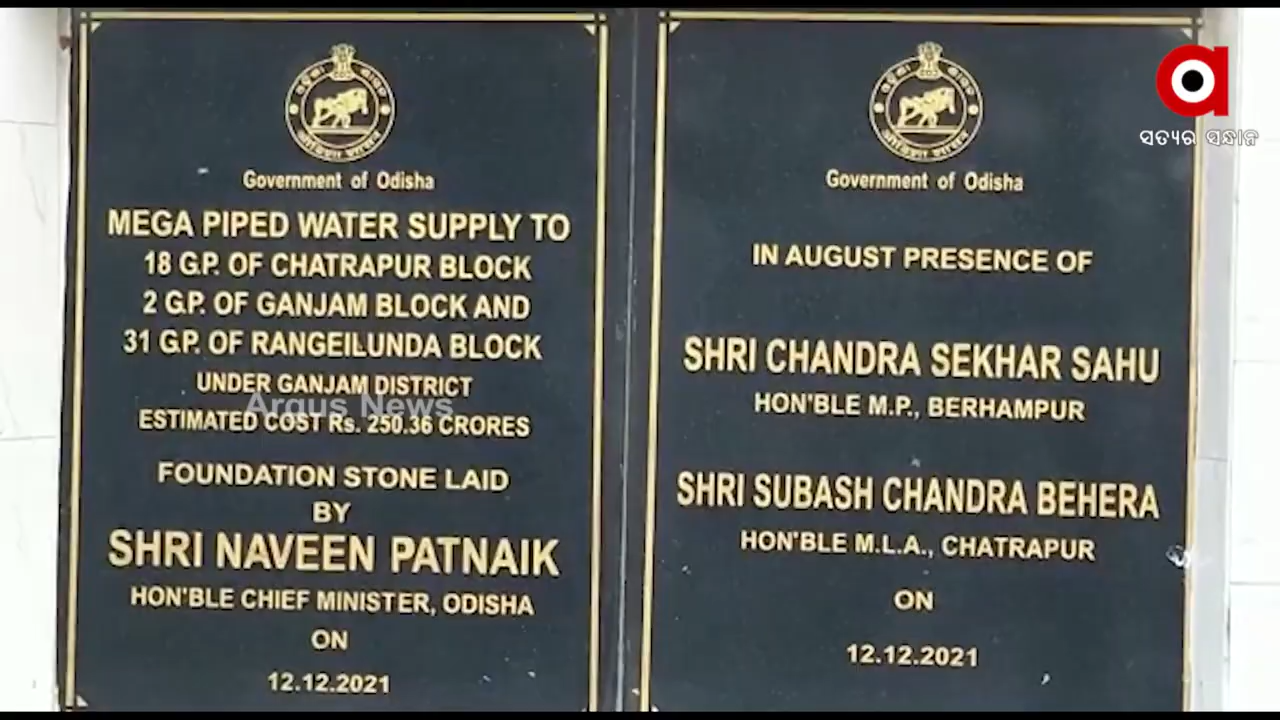 Government of Odisha
MEGA PIPED WATER SUPPLY TO
18 G.P. OF CHATRAPUR BLOCK
2 G.P. OF GANJAM BLOCK AND
31 G.P. OF RANGEILUNDA BLOCK
UNDER GANJAM DISTRICT
Argus News
ESTIMATED COST Rs. 250.36 CRORES
FOUNDATION STONE LAID
BY
SHRI NAVEEN PATNAIK
HON'BLE CHIEF MINISTER, ODISHA
ON
12.12.2021
Government of Odisha
IN AUGUST PRESENCE OF
SHRI CHANDRA SEKHAR SAHU
HON'BLE M.P., BERHAMPUR
SHRI SUBASH CHANDRA BEHERA
HON'BLE M.L.A., CHATRAPUR
ON
12.12.2021
ସତ୍ୟର ସନ୍ଧାନ